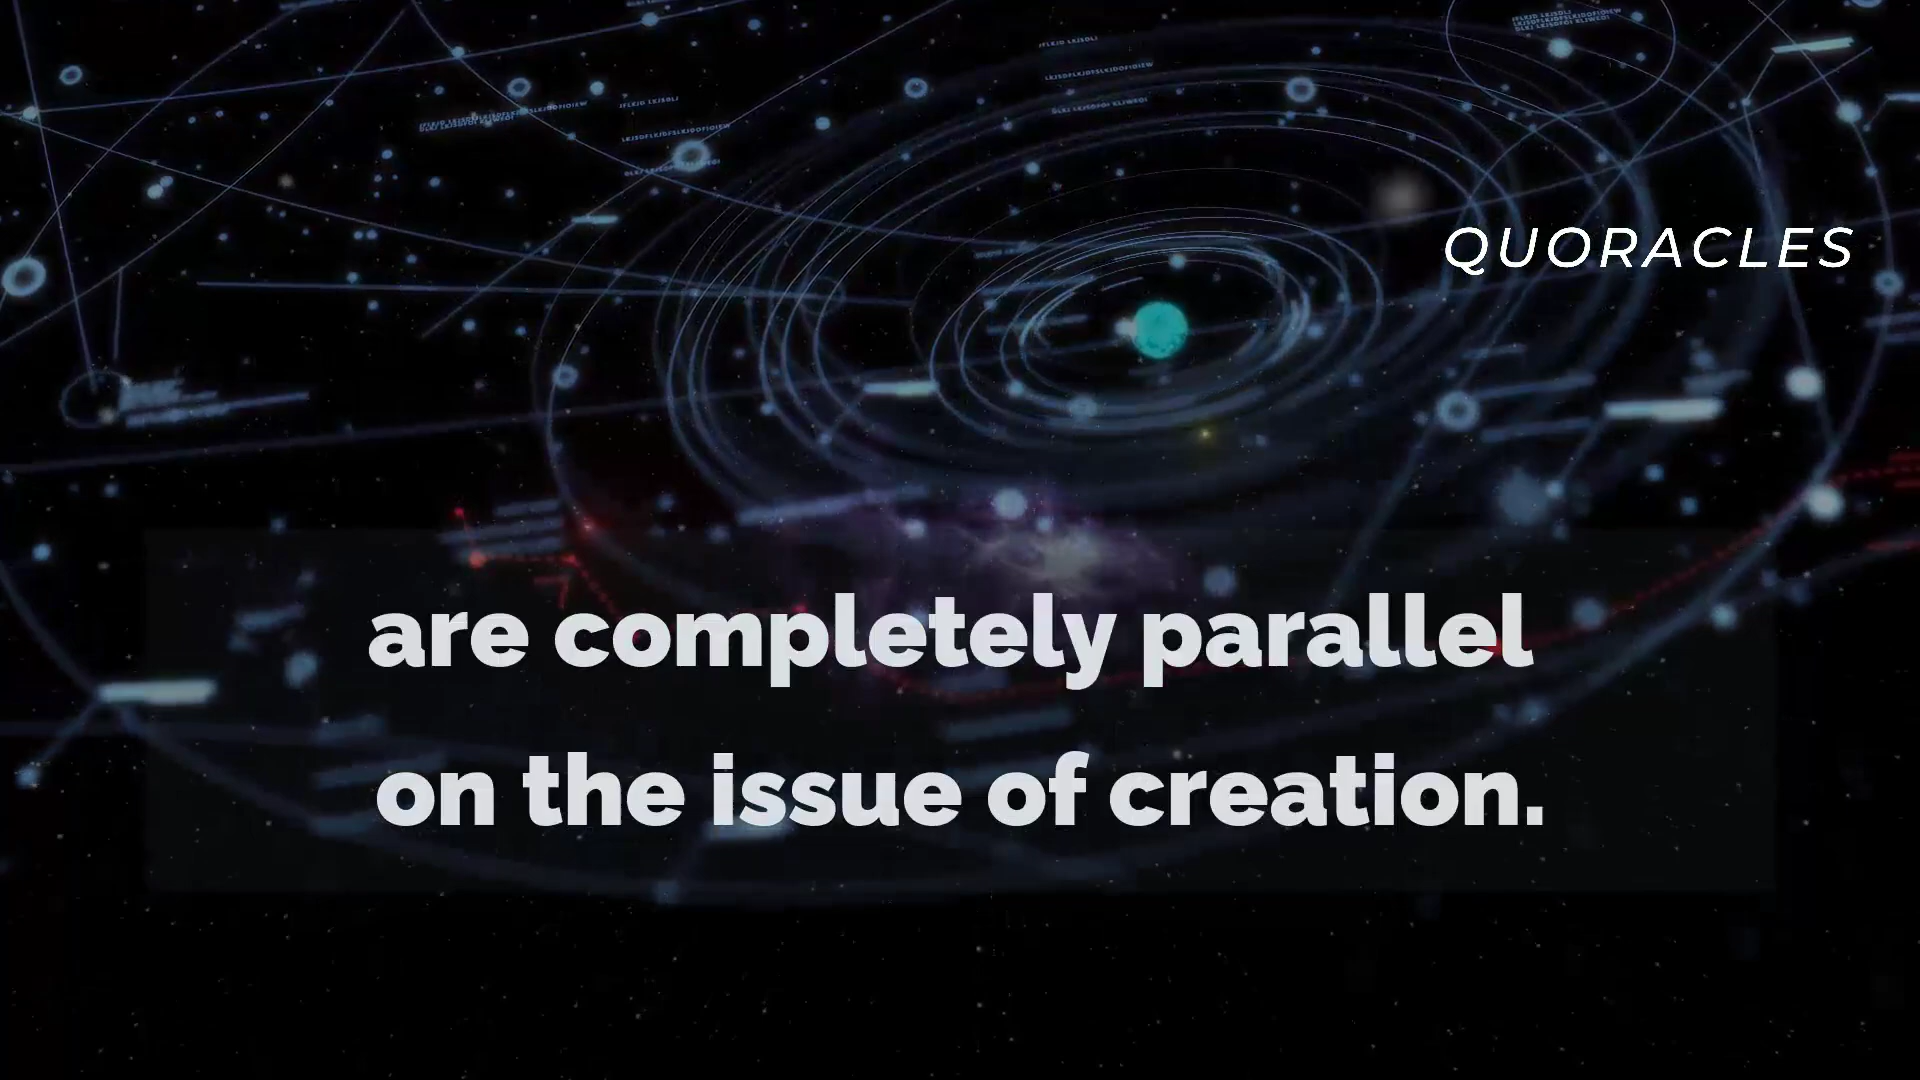 QUORACLES
are completely parallel
on the issue of creation.